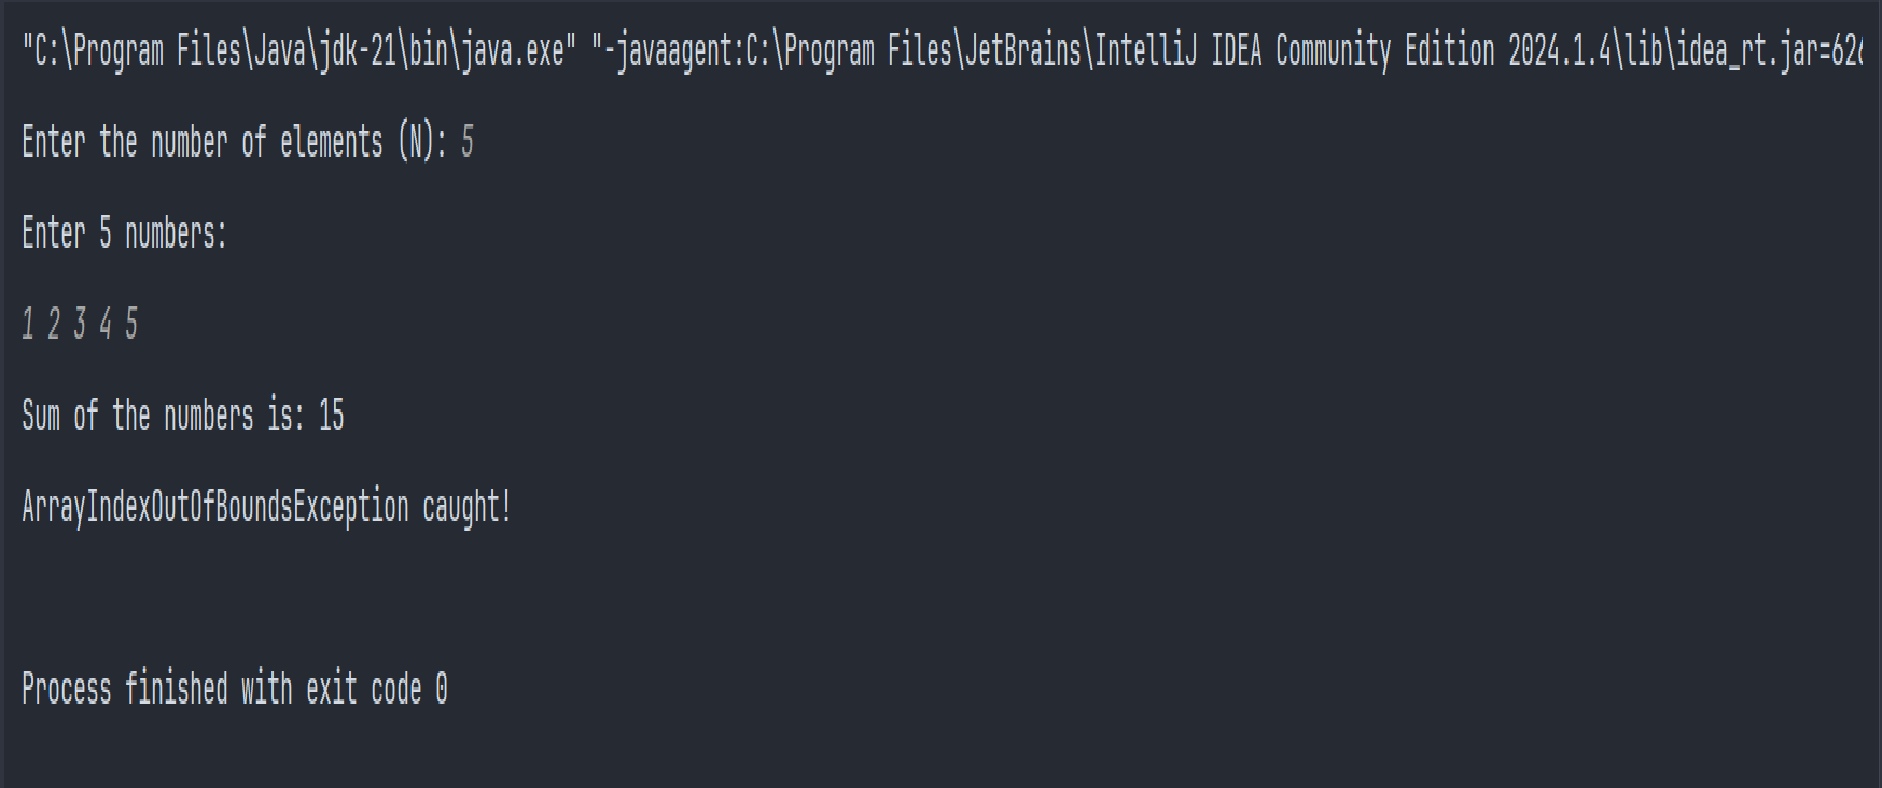 "C:\Program Files\Java\jdk-21\bin\java.exe" "-javaagent:C:\Program Files\JetBrains\IntelliJ IDEA Community Edition 2024.1.4\lib\idea_rt.jar=62
Enter the number of elements (N): 5
Enter 5 numbers:
1 2 3 4 5
Sum of the numbers is: 15
ArrayIndexOutOfBoundsException caught!
Process finished with exit code 0